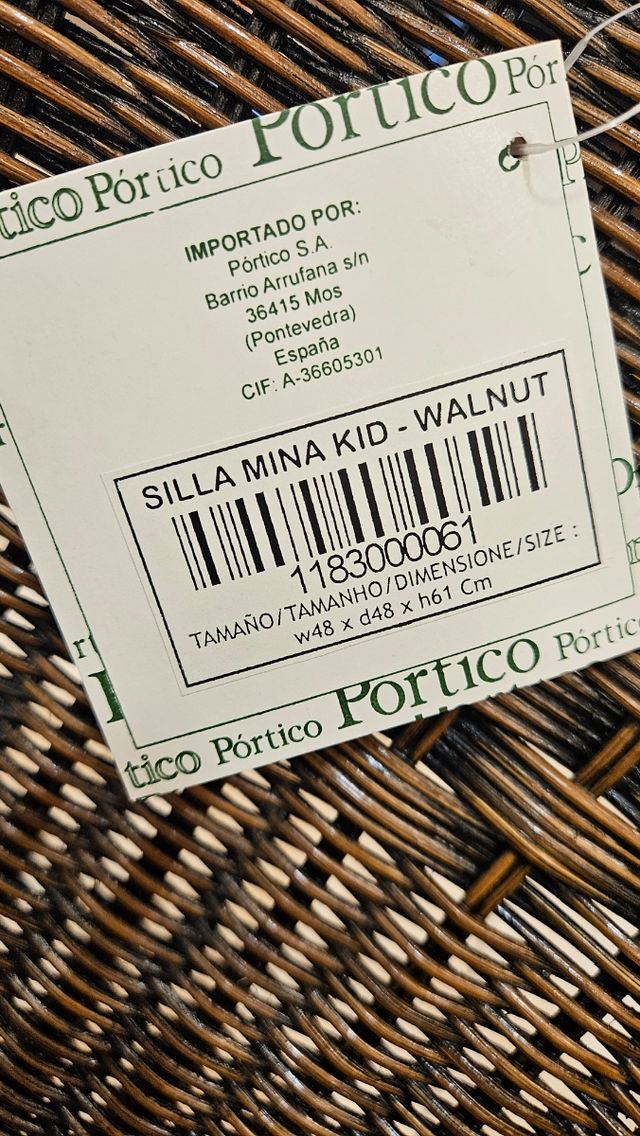 Pórtico Pór
tico Pórtico
IMPORTADO POR:
Pórtico S.A.
Barrio Arrufana s/n
36415 Mos
(Pontevedra)
España
CIF: A-36605301
SILLA MINA KID - WALNUT
1183000061
TAMAÑO/TAMANHO/DIMENSIONE/SIZE :
w48 x d48 x h61 Cm
tico Pórtico Pórtico Pórtico